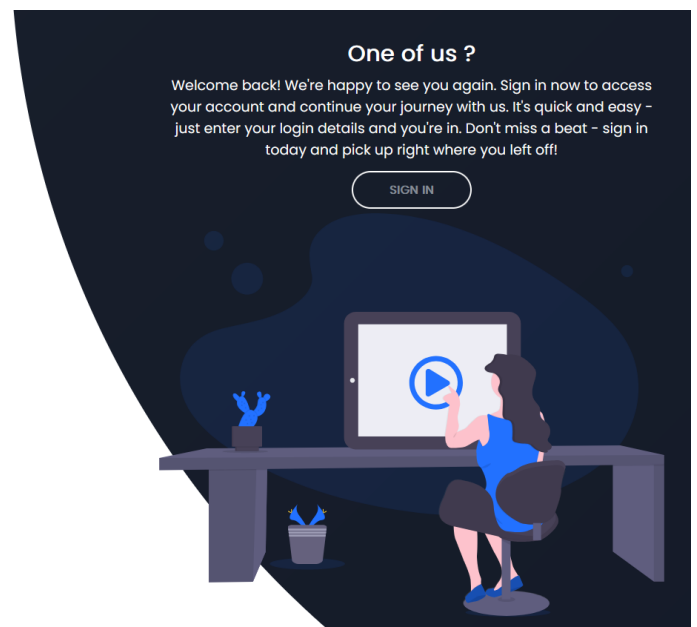 One of us ?
Welcome back! We're happy to see you again. Sign in now to access
your account and continue your journey with us. It's quick and easy -
just enter your login details and you're in. Don't miss a beat - sign in
today and pick up right where you left off!
SIGN IN